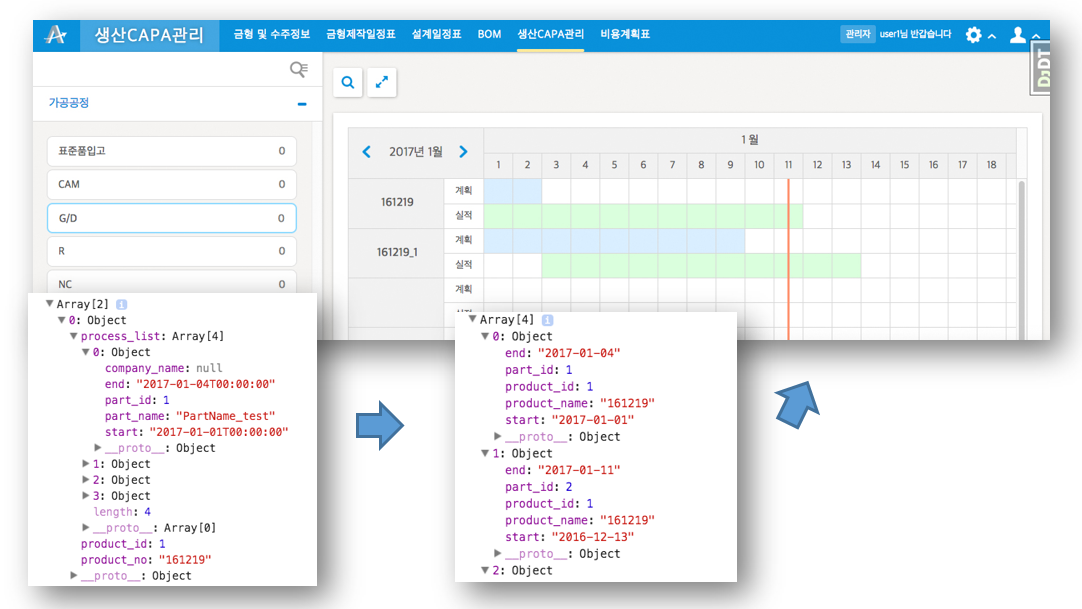 생산CAPA관리 금형 및 수주정보 금형제작일정표 설계일정표 BOM 생산CAPA관리 비용계획표 관리자 user1님 반갑습니다
DjDT
가공공정
표준품입고 0
CAM 0
G/D 0
R 0
NC 0
2017년 1월
1 월
1 2 3 4 5 6 7 8 9 10 11 12 13 14 15 16 17 18
161219 계획
실적
161219_1 계획
실적
계획
Array[2]
0: Object
process_list: Array[4]
0: Object
company_name: null
end: "2017-01-04T00:00:00"
part_id: 1
part_name: "PartName_test"
start: "2017-01-01T00:00:00"
__proto__: Object
1: Object
2: Object
3: Object
length: 4
__proto__: Array[0]
product_id: 1
product_no: "161219"
__proto__: Object
Array[4]
0: Object
end: "2017-01-04"
part_id: 1
product_id: 1
product_name: "161219"
start: "2017-01-01"
__proto__: Object
1: Object
end: "2017-01-11"
part_id: 2
product_id: 1
product_name: "161219"
start: "2016-12-13"
__proto__: Object
2: Object